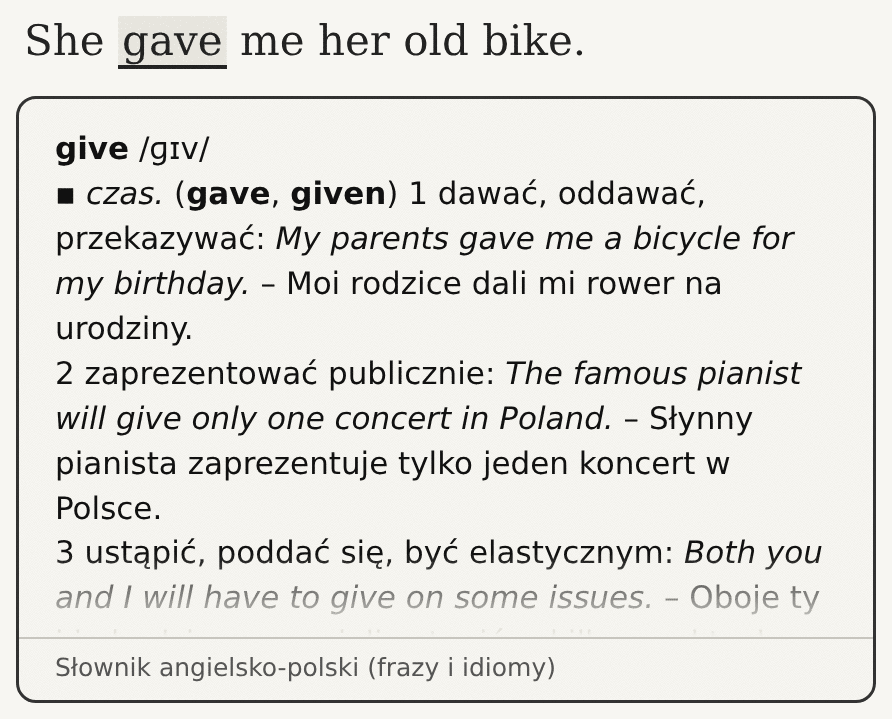 She gave me her old bike.
give /ɡɪv/
▪ czas. (gave, given) 1 dawać, oddawać,
przekazywać: My parents gave me a bicycle for
my birthday. – Moi rodzice dali mi rower na
urodziny.
2 zaprezentować publicznie: The famous pianist
will give only one concert in Poland. – Słynny
pianista zaprezentuje tylko jeden koncert w
Polsce.
3 ustąpić, poddać się, być elastycznym: Both you
and I will have to give on some issues. – Oboje ty
Słownik angielsko-polski (frazy i idiomy)